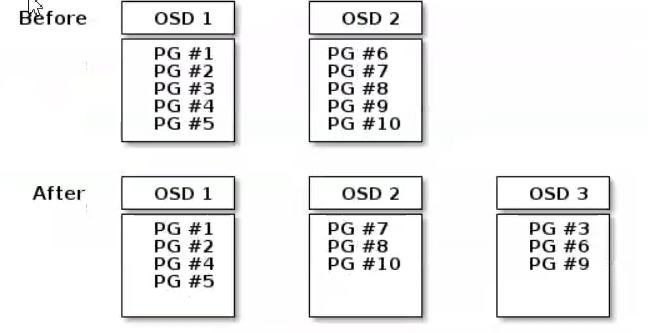 Before
OSD 1
OSD 2
PG #1
PG #2
PG #3
PG #4
PG #5
PG #6
PG #7
PG #8
PG #9
PG #10
After
OSD 1
OSD 2
OSD 3
PG #1
PG #2
PG #4
PG #5
PG #7
PG #8
PG #10
PG #3
PG #6
PG #9